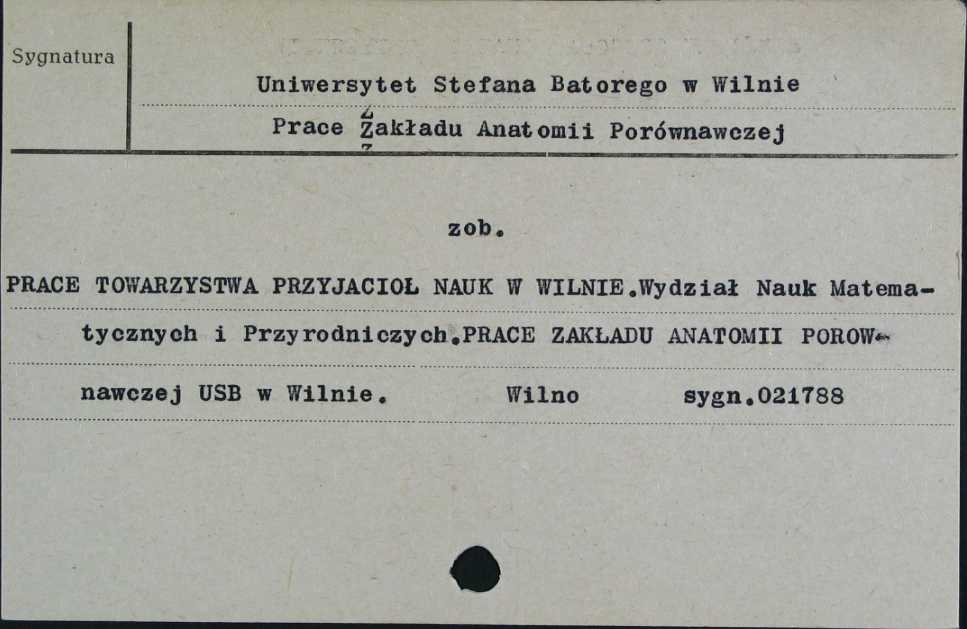 Sygnatura
Uniwersytet Stefana Batorego w Wilnie
Prace Zakładu Anatomii Porównawczej
zob.
PRACE TOWARZYSTWA PRZYJACIOŁ NAUK W WILNIE.Wydział Nauk Matema-
tycznych i Przyrodniczych.PRACE ZAKŁADU ANATOMII POROW-
nawczej USB w Wilnie. Wilno sygn.021788